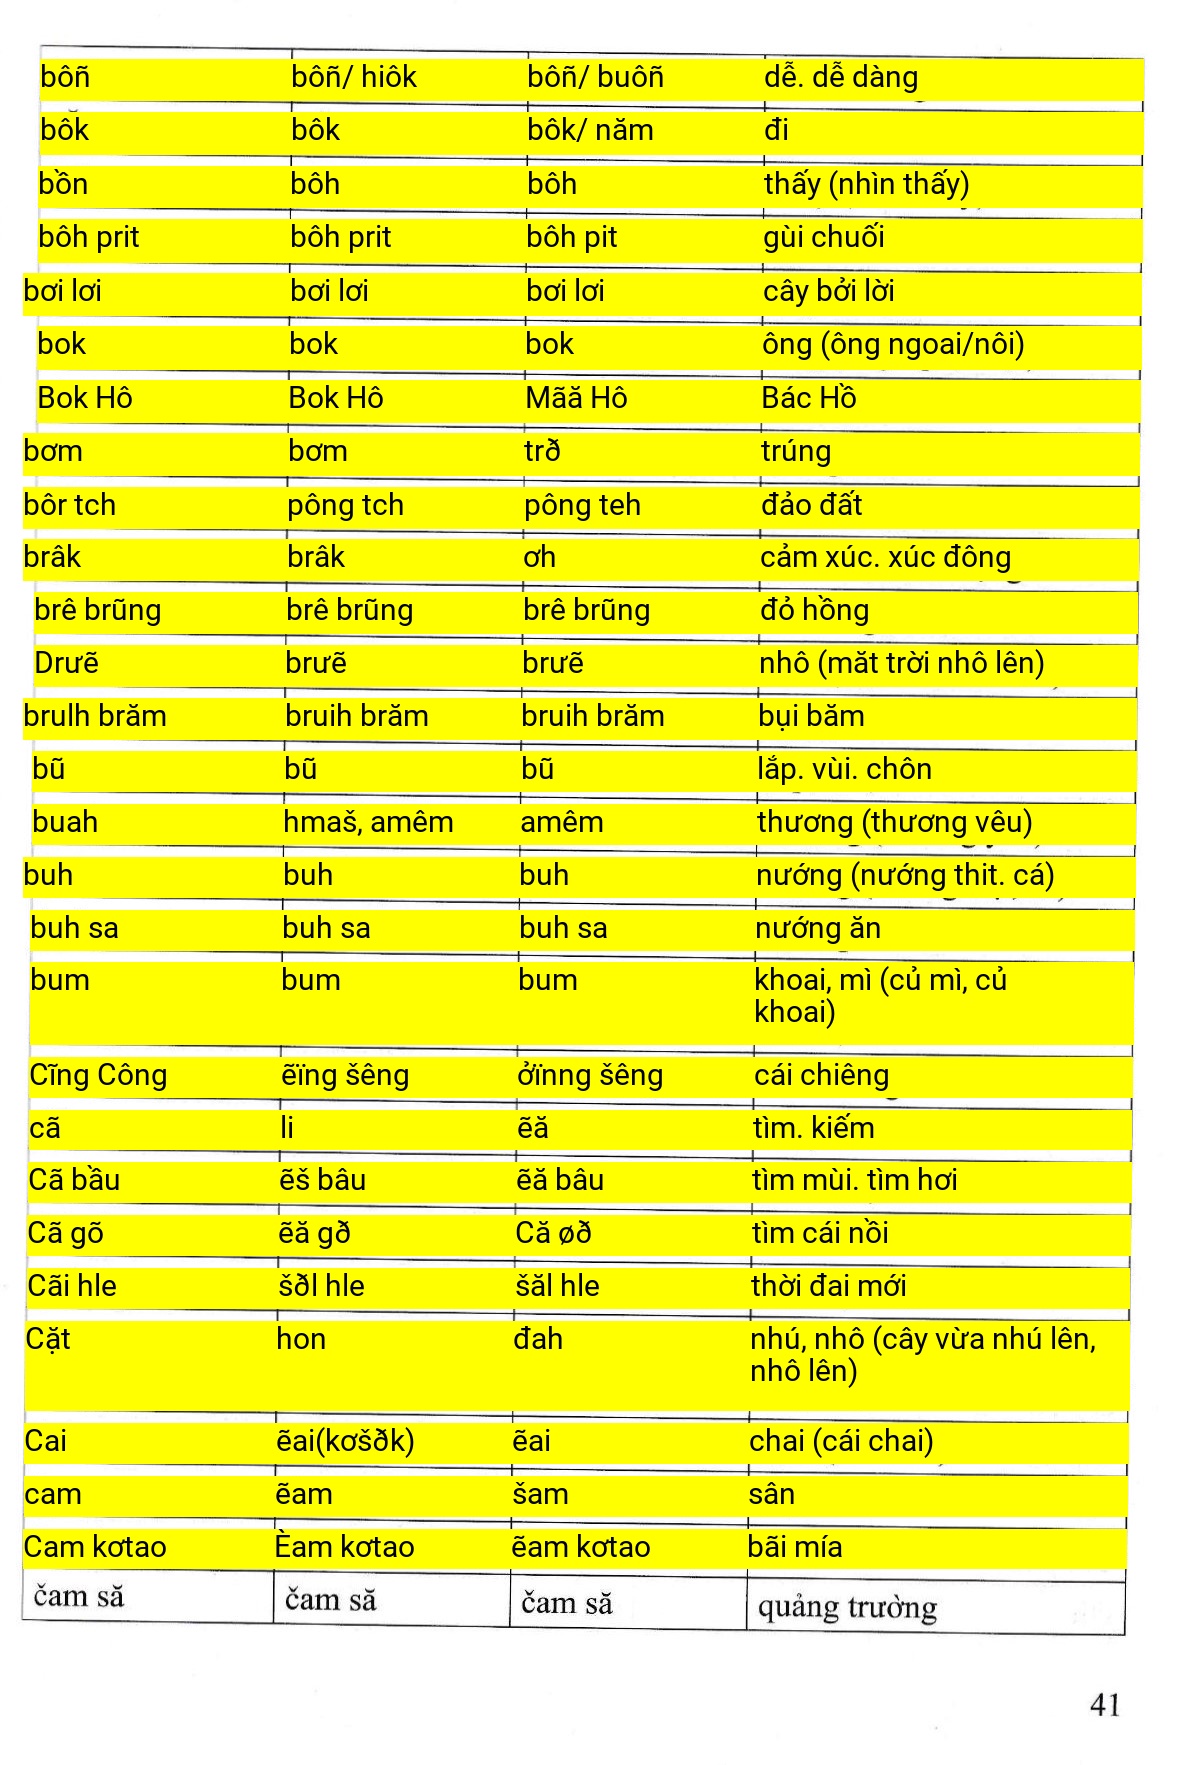 bôñ bôñ/ hiôk bôñ/ buôñ dễ. dễ dàng
bôk bôk bôk/ năm đi
bồn bôh bôh thấy (nhìn thấy)
bôh prit bôh prit bôh pit gùi chuối
bơi lơi bơi lơi bơi lơi cây bởi lời
bok bok bok ông (ông ngoai/nôi)
Bok Hô Bok Hô Mãă Hô Bác Hồ
bơm bơm trð trúng
bôr tch pông tch pông teh đảo đất
brâk brâk ơh cảm xúc. xúc đông
brê brũng brê brũng brê brũng đỏ hồng
Drưẽ brưẽ brưẽ nhô (măt trời nhô lên)
brulh brăm bruih brăm bruih brăm bụi băm
bũ bũ bũ lắp. vùi. chôn
buah hmaš, amêm amêm thương (thương vêu)
buh buh buh nướng (nướng thit. cá)
buh sa buh sa buh sa nướng ăn
bum bum bum khoai, mì (củ mì, củ
khoai)
Cĩng Công ẽïng šêng ởïnng šêng cái chiêng
cã li ẽă tìm. kiếm
Cã bầu ẽš bâu ẽă bâu tìm mùi. tìm hơi
Cã gõ ẽă gð Că øð tìm cái nồi
Cãi hle šðl hle šăl hle thời đai mới
Cặt hon đah nhú, nhô (cây vừa nhú lên,
nhô lên)
Cai ẽai(kơšðk) ẽai chai (cái chai)
cam ẽam šam sân
Cam kơtao Èam kơtao ẽam kơtao bãi mía
čam să čam să čam să quảng trường
41